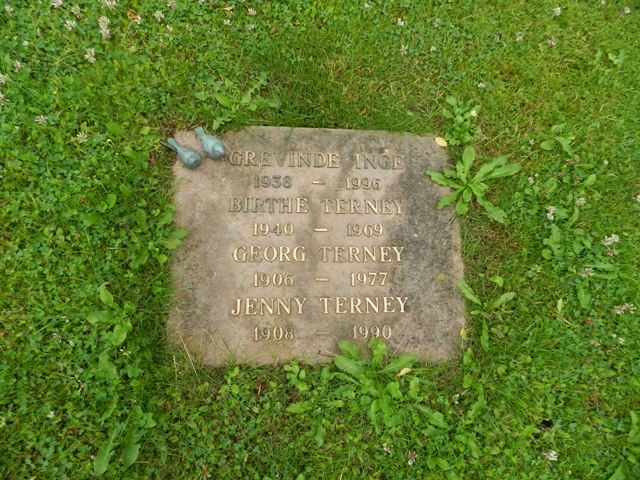 GREVINDE INGE
1938 – 1996
BIRTHE TERNEY
1940 – 1969
GEORG TERNEY
1906 – 1977
JENNY TERNEY
1908 – 1990